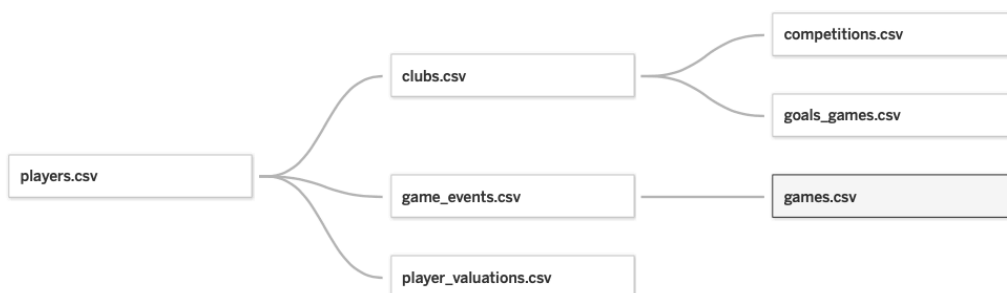 competitions.csv
clubs.csv
goals_games.csv
players.csv
game_events.csv
games.csv
player_valuations.csv